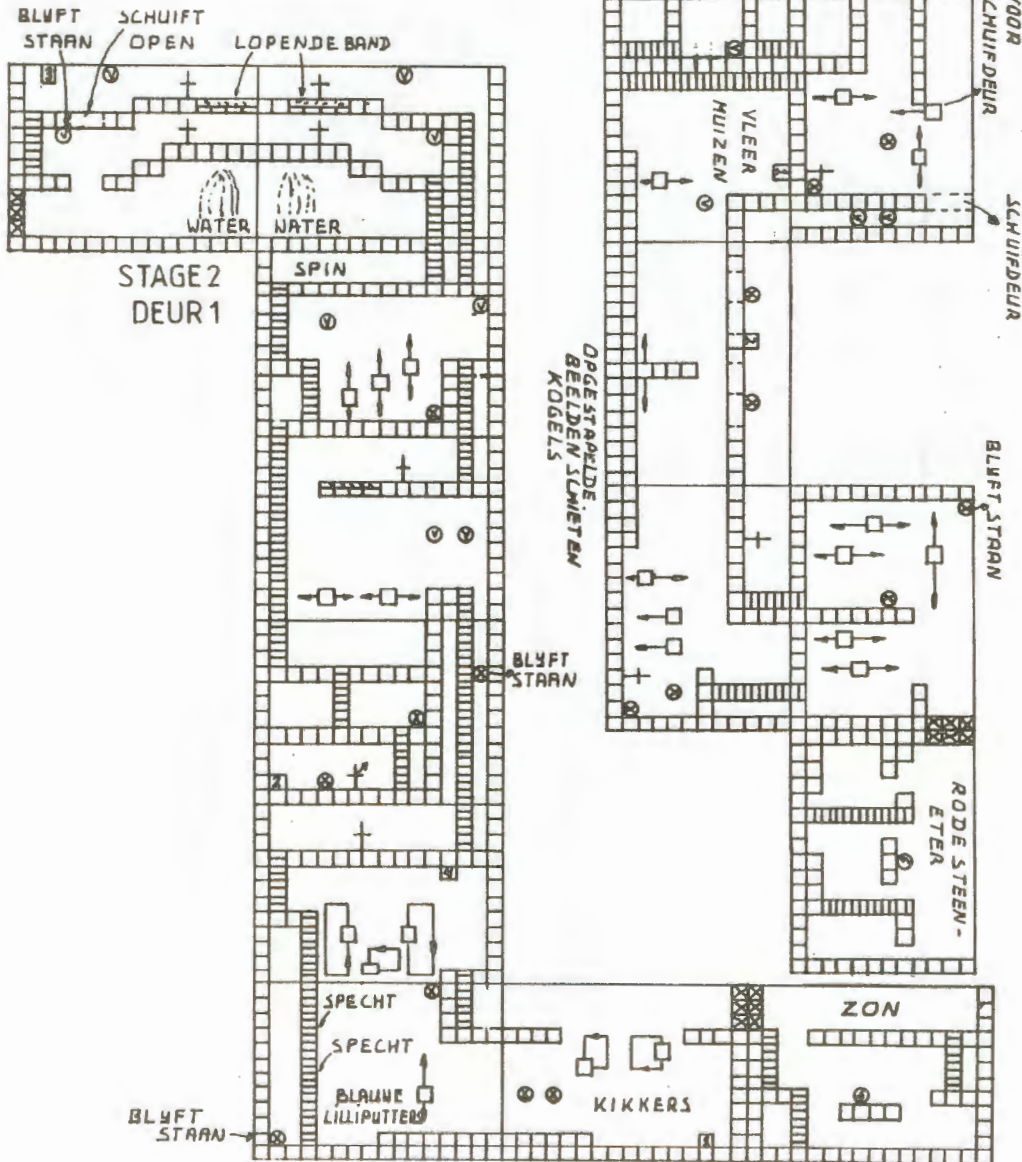 BLYFT
STAAN
SCHUIFT
OPEN
LOPENDE BAND
WATER
WATER
STAGE 2
DEUR 1
SPIN
BLYFT
STAAN
SPECHT
SPECHT
BLAUWE
LILLIPUTTERS
BLYFT
STAAN
KIKKERS
ZON
VOOR
SCHUIFDEUR
SCHUIFDEUR
VLEER
MUIZEN
OPGESTAPELDE
BEELDEN SCHIETEN
KOGELS
BLYFT STAAN
RODE STEEN-
ETER